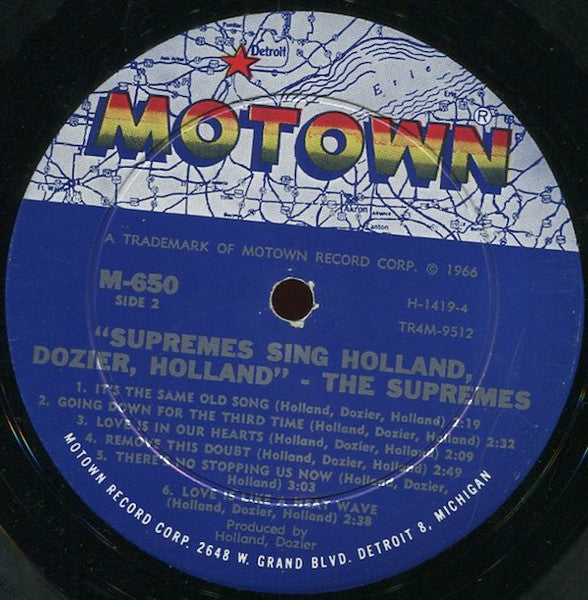 Detroit
Erie
MOTOWN®
Akron
Canton
A TRADEMARK OF MOTOWN RECORD CORP. © 1966
M-650
SIDE 2
H-1419-4
TR4M-9512
"SUPREMES SING HOLLAND,
DOZIER, HOLLAND" - THE SUPREMES
1. IT'S THE SAME OLD SONG (Holland, Dozier, Holland) 2:19
2. GOING DOWN FOR THE THIRD TIME (Holland, Dozier, Holland) 2:32
3. LOVE IS IN OUR HEARTS (Holland, Dozier, Holland) 2:09
4. REMOVE THIS DOUBT (Holland, Dozier, Holland) 2:49
5. THERE'S NO STOPPING US NOW (Holland, Dozier,
Holland) 3:03
6. LOVE IS LIKE A HEAT WAVE
(Holland, Dozier, Holland) 2:38
Produced by
Holland, Dozier
MOTOWN RECORD CORP. 2648 W. GRAND BLVD. DETROIT 8, MICHIGAN